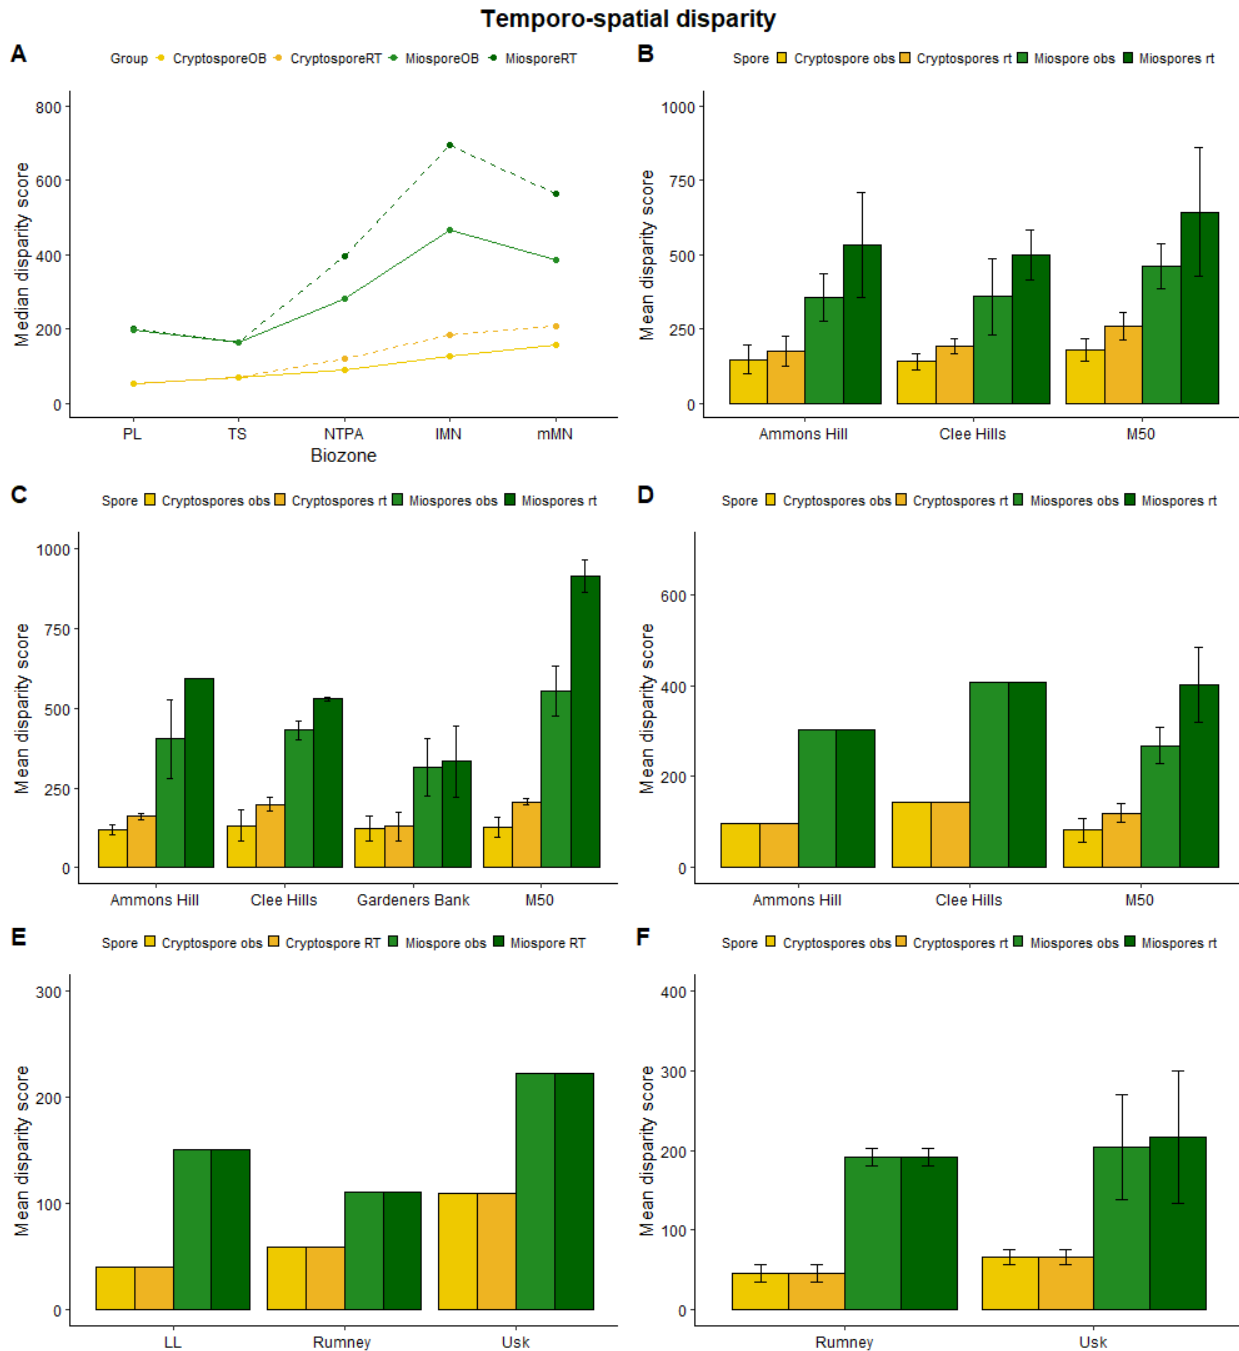 Temporo-spatial disparity
A
Group CryptosporeOB CryptosporeRT MiosporeOB MiosporeRT
Median disparity score
800
600
400
200
0
PL TS NTPA IMN mMN
Biozone
B
Spore Cryptospore obs Cryptospores rt Miospore obs Miospores rt
Mean disparity score
1000
750
500
250
0
Ammons Hill Clee Hills M50
C
Spore Cryptospores obs Cryptospores rt Miospores obs Miospores rt
Mean disparity score
1000
750
500
250
0
Ammons Hill Clee Hills Gardeners Bank M50
D
Spore Cryptospores obs Cryptospores rt Miospores obs Miospores rt
Mean disparity score
600
400
200
0
Ammons Hill Clee Hills M50
E
Spore Cryptospore obs Cryptospore RT Miospore obs Miospore RT
Mean disparity score
300
200
100
0
LL Rumney Usk
F
Spore Cryptospores obs Cryptospores rt Miospores obs Miospores rt
Mean disparity score
400
300
200
100
0
Rumney Usk